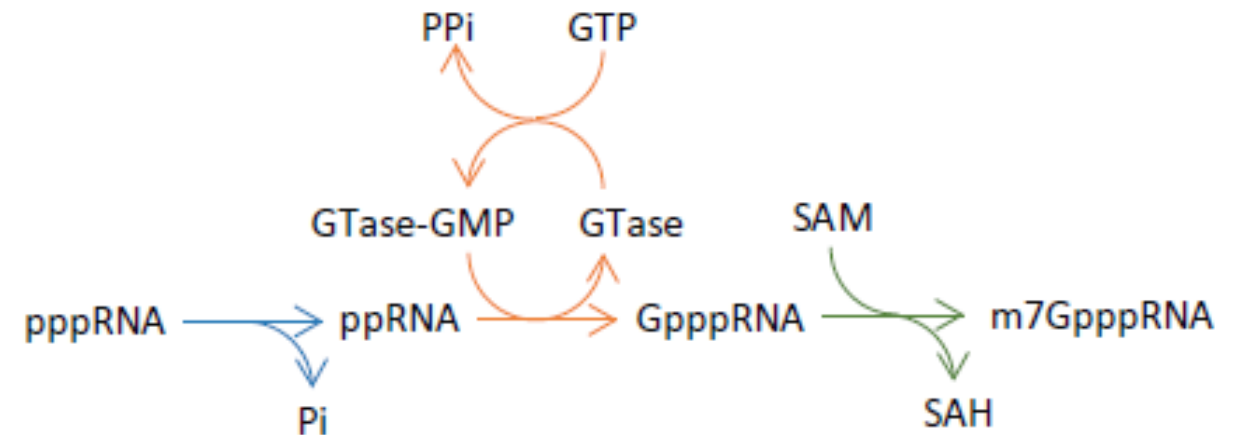 PPi GTP
GTase-GMP GTase SAM
pppRNA ppRNA GpppRNA m7GpppRNA
Pi SAH